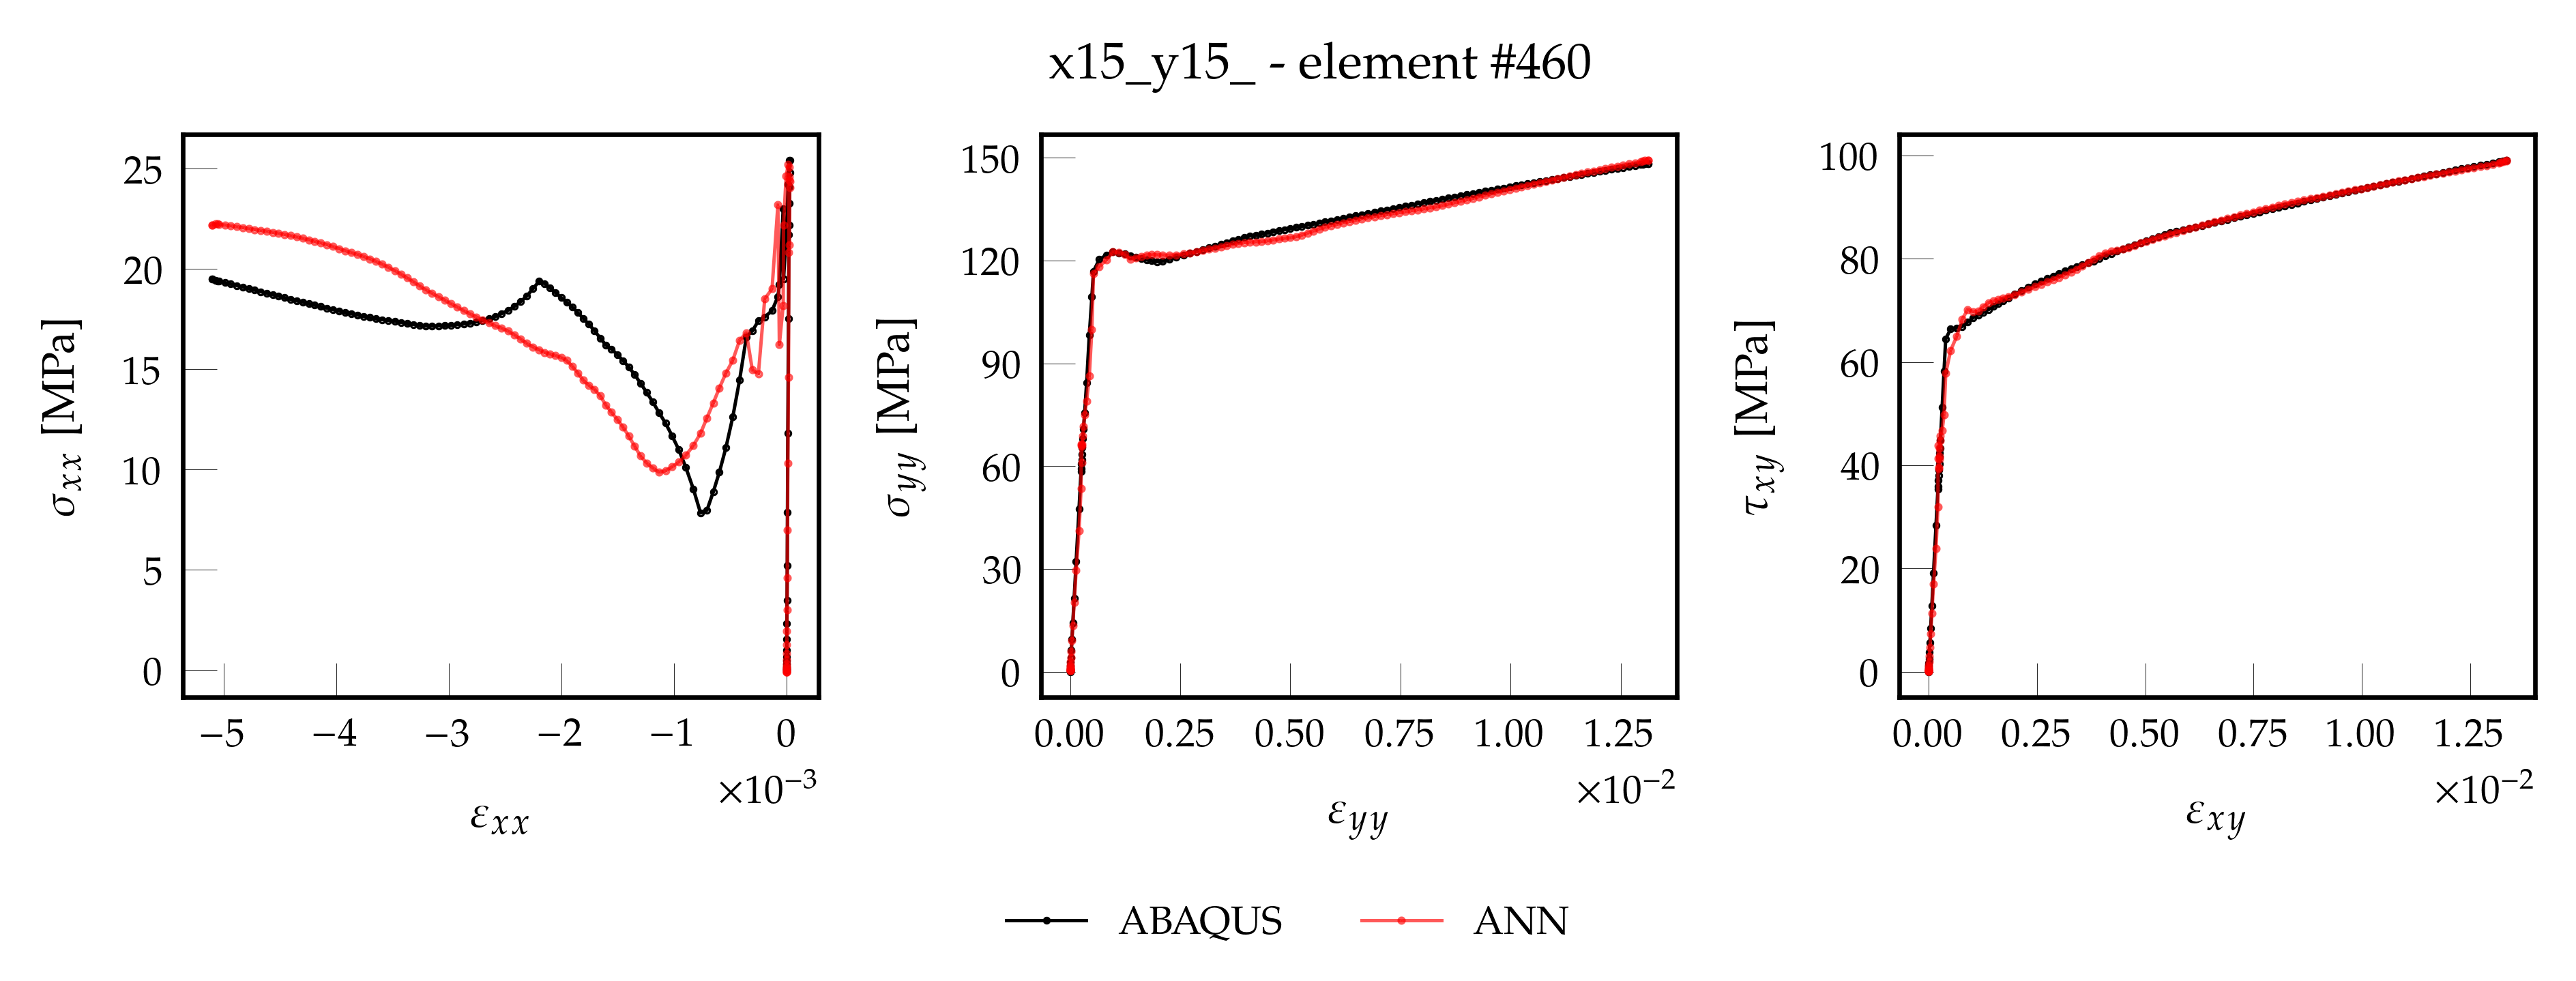 x15_y15_ - element #460
σxx [MPa]
25
20
15
10
5
0
−5 −4 −3 −2 −1 0
×10−3
εxx
σyy [MPa]
150
120
90
60
30
0
0.00 0.25 0.50 0.75 1.00 1.25
×10−2
εyy
τxy [MPa]
100
80
60
40
20
0
0.00 0.25 0.50 0.75 1.00 1.25
×10−2
εxy
ABAQUS ANN